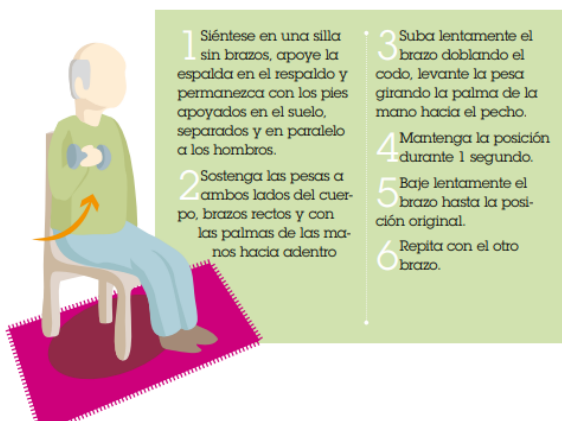 1 Siéntese en una silla
sin brazos, apoye la
espalda en el respaldo y
permanezca con los pies
apoyados en el suelo,
separados y en paralelo
a los hombros.
2 Sostenga las pesas a
ambos lados del cuer-
po, brazos rectos y con
las palmas de las ma-
nos hacia adentro
3 Suba lentamente el
brazo doblando el
codo, levante la pesa
girando la palma de la
mano hacia el pecho.
4 Mantenga la posición
durante 1 segundo.
5 Baje lentamente el
brazo hasta la posi-
ción original.
6 Repita con el otro
brazo.